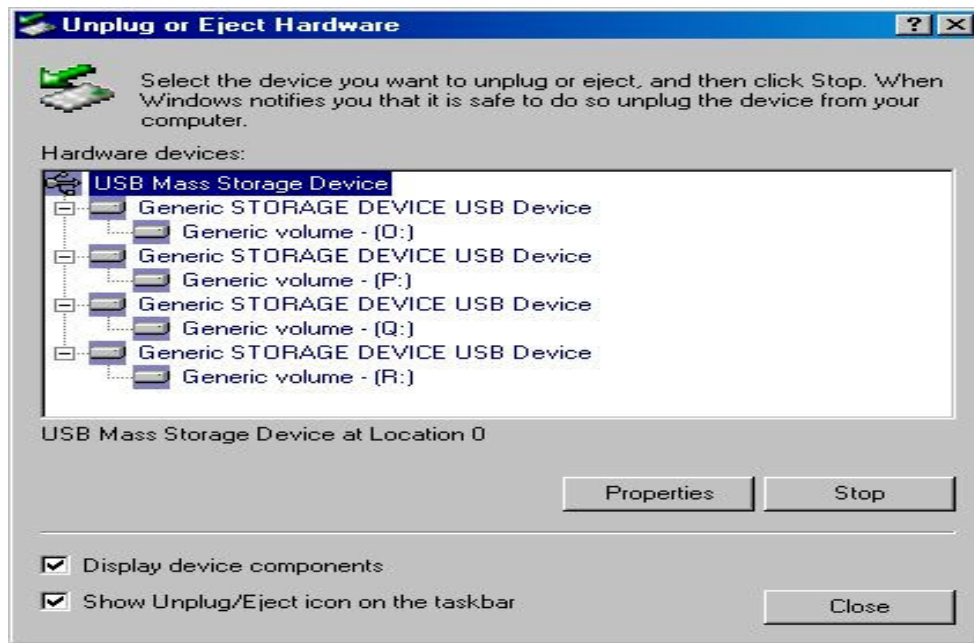 Unplug or Eject Hardware
Select the device you want to unplug or eject, and then click Stop. When
Windows notifies you that it is safe to do so unplug the device from your
computer.
Hardware devices:
USB Mass Storage Device
Generic STORAGE DEVICE USB Device
Generic volume - (O:)
Generic STORAGE DEVICE USB Device
Generic volume - (P:)
Generic STORAGE DEVICE USB Device
Generic volume - (Q:)
Generic STORAGE DEVICE USB Device
Generic volume - (R:)
USB Mass Storage Device at Location 0
Properties
Stop
Display device components
Show Unplug/Eject icon on the taskbar
Close